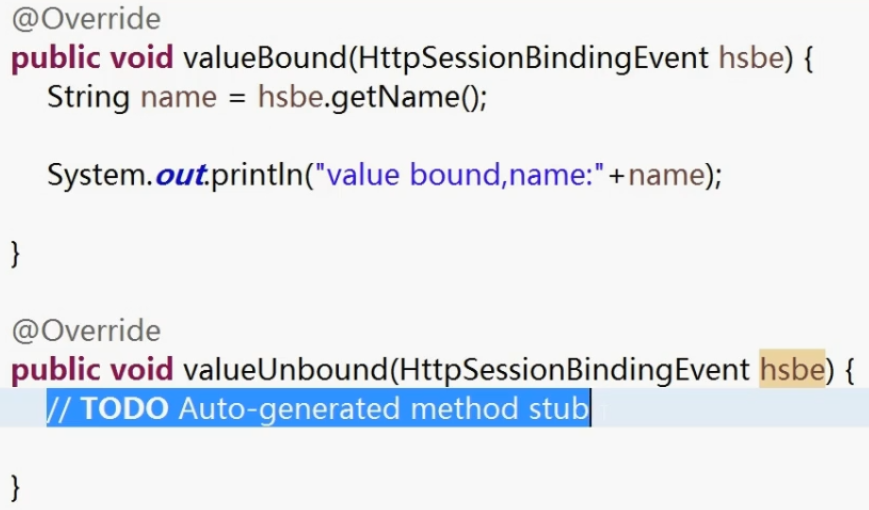 @Override
public void valueBound(HttpSessionBindingEvent hsbe) {
String name = hsbe.getName();
System.out.println("value bound,name:"+name);
}
@Override
public void valueUnbound(HttpSessionBindingEvent hsbe) {
// TODO Auto-generated method stub
}